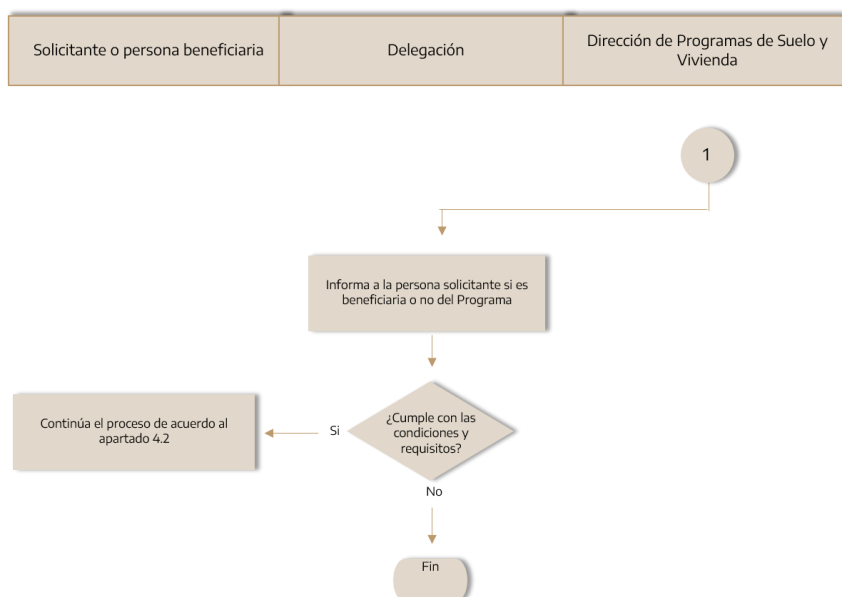 Solicitante o persona beneficiaria
Delegación
Dirección de Programas de Suelo y
Vivienda
1
Informa a la persona solicitante si es
beneficiaria o no del Programa
¿Cumple con las
condiciones y
requisitos?
Si
Continúa el proceso de acuerdo al
apartado 4.2
No
Fin